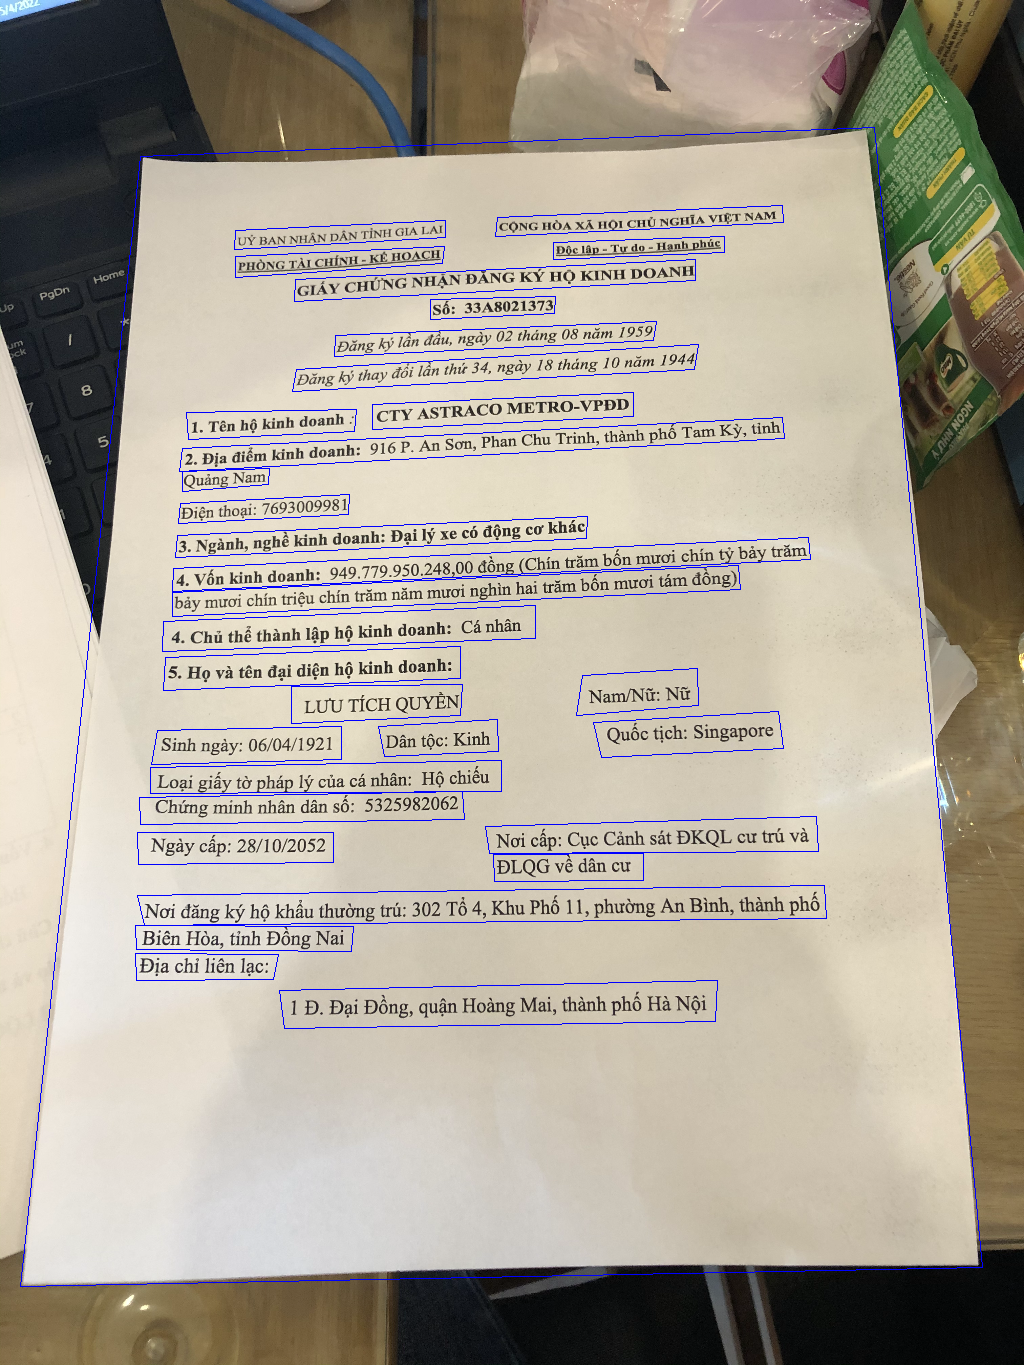 UỶ BAN NHÂN DÂN TỈNH GIA LAI
CỘNG HÒA XÃ HỘI CHỦ NGHĨA VIỆT NAM
PHÒNG TÀI CHÍNH - KẾ HOẠCH
Độc lập - Tự do - Hạnh phúc
GIẤY CHỨNG NHẬN ĐĂNG KÝ HỘ KINH DOANH
Số: 33A8021373
Đăng ký lần đầu, ngày 02 tháng 08 năm 1959
Đăng ký thay đổi lần thứ 34, ngày 18 tháng 10 năm 1944
1. Tên hộ kinh doanh : CTY ASTRACO METRO-VPĐD
2. Địa điểm kinh doanh: 916 P. An Sơn, Phan Chu Trinh, thành phố Tam Kỳ, tỉnh
Quảng Nam
Điện thoại: 7693009981
3. Ngành, nghề kinh doanh: Đại lý xe có động cơ khác
4. Vốn kinh doanh: 949.779.950.248,00 đồng (Chín trăm bốn mươi chín tỷ bảy trăm
bảy mươi chín triệu chín trăm năm mươi nghìn hai trăm bốn mươi tám đồng)
4. Chủ thể thành lập hộ kinh doanh: Cá nhân
5. Họ và tên đại diện hộ kinh doanh:
LƯU TÍCH QUYỀN
Nam/Nữ: Nữ
Sinh ngày: 06/04/1921
Dân tộc: Kinh
Quốc tịch: Singapore
Loại giấy tờ pháp lý của cá nhân: Hộ chiếu
Chứng minh nhân dân số: 5325982062
Ngày cấp: 28/10/2052
Nơi cấp: Cục Cảnh sát ĐKQL cư trú và
ĐLQG về dân cư
Nơi đăng ký hộ khẩu thường trú: 302 Tổ 4, Khu Phố 11, phường An Bình, thành phố
Biên Hòa, tỉnh Đồng Nai
Địa chỉ liên lạc:
1 Đ. Đại Đồng, quận Hoàng Mai, thành phố Hà Nội
PgDn
Home
/
8
5